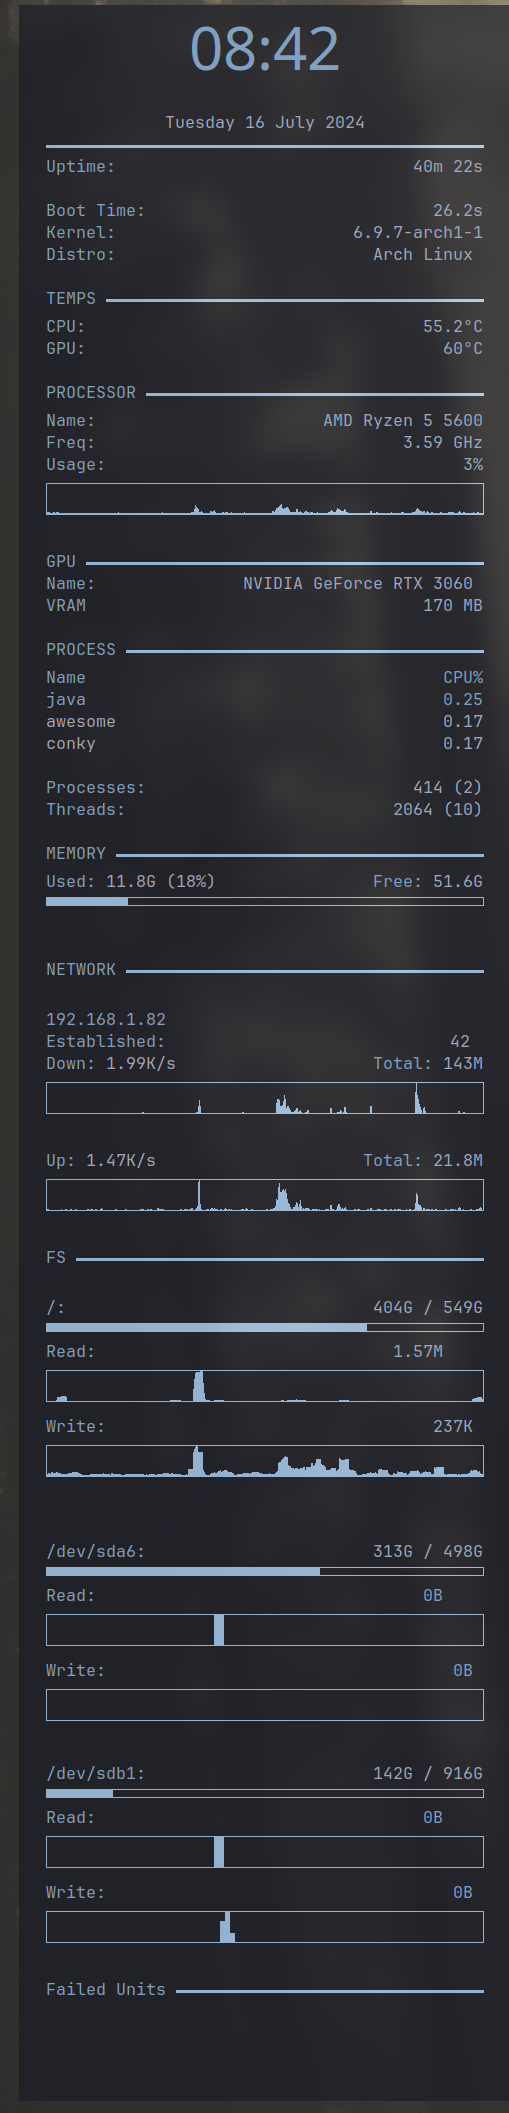 08:42
Tuesday 16 July 2024
Uptime: 40m 22s
Boot Time: 26.2s
Kernel: 6.9.7-arch1-1
Distro: Arch Linux
TEMPS
CPU: 55.2°C
GPU: 60°C
PROCESSOR
Name: AMD Ryzen 5 5600
Freq: 3.59 GHz
Usage: 3%
GPU
Name: NVIDIA GeForce RTX 3060
VRAM 170 MB
PROCESS
Name CPU%
java 0.25
awesome 0.17
conky 0.17
Processes: 414 (2)
Threads: 2064 (10)
MEMORY
Used: 11.8G (18%) Free: 51.6G
NETWORK
192.168.1.82
Established: 42
Down: 1.99K/s Total: 143M
Up: 1.47K/s Total: 21.8M
FS
/: 404G / 549G
Read: 1.57M
Write: 237K
/dev/sda6: 313G / 498G
Read: 0B
Write: 0B
/dev/sdb1: 142G / 916G
Read: 0B
Write: 0B
Failed Units